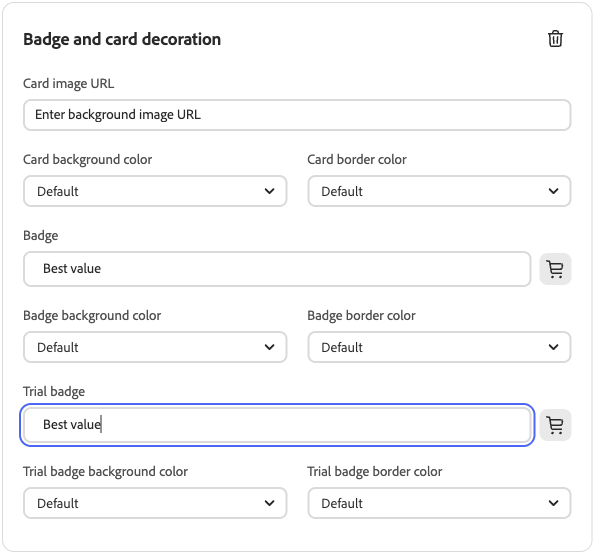 Badge and card decoration
Card image URL
Enter background image URL
Card background color
Card border color
Default
Default
Badge
Best value
Badge background color
Badge border color
Default
Default
Trial badge
Best value
Trial badge background color
Trial badge border color
Default
Default